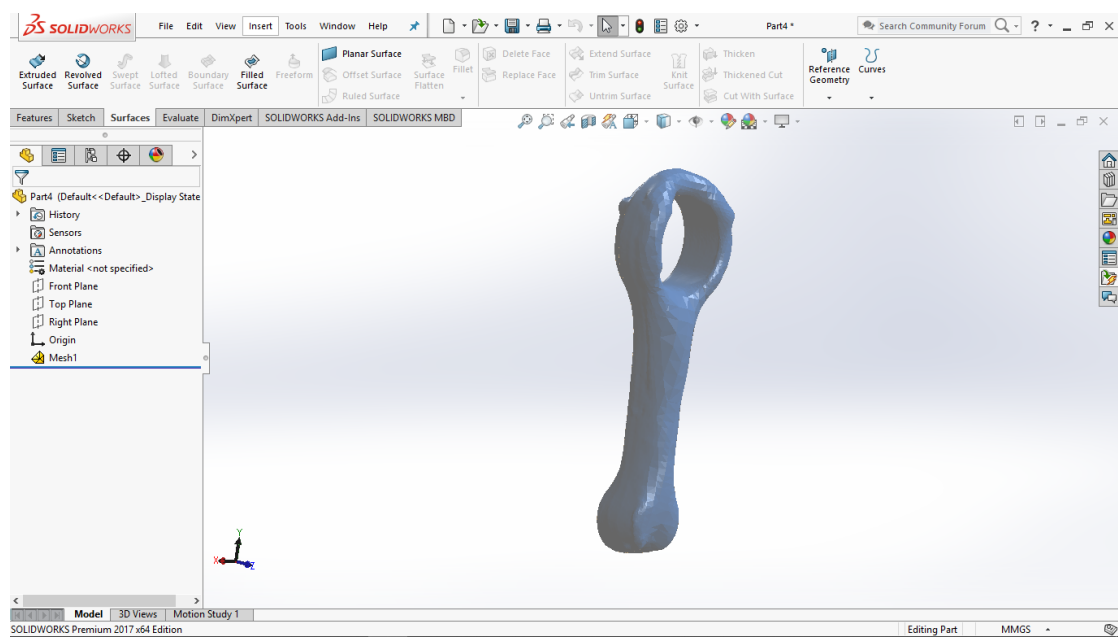 SOLIDWORKS File Edit View Insert Tools Window Help Part4 * Search Community Forum ?
Extruded Surface
Revolved Surface
Swept Surface
Lofted Surface
Boundary Surface
Filled Surface
Freeform
Planar Surface
Offset Surface
Ruled Surface
Surface Flatten
Fillet
Delete Face
Replace Face
Extend Surface
Trim Surface
Untrim Surface
Knit Surface
Thicken
Thickened Cut
Cut With Surface
Reference Geometry
Curves
Features Sketch Surfaces Evaluate DimXpert SOLIDWORKS Add-Ins SOLIDWORKS MBD
Part4 (Default<<Default>_Display State
History
Sensors
Annotations
Material <not specified>
Front Plane
Top Plane
Right Plane
Origin
Mesh1
Y
X
Z
Model 3D Views Motion Study 1
SOLIDWORKS Premium 2017 x64 Edition Editing Part MMGS